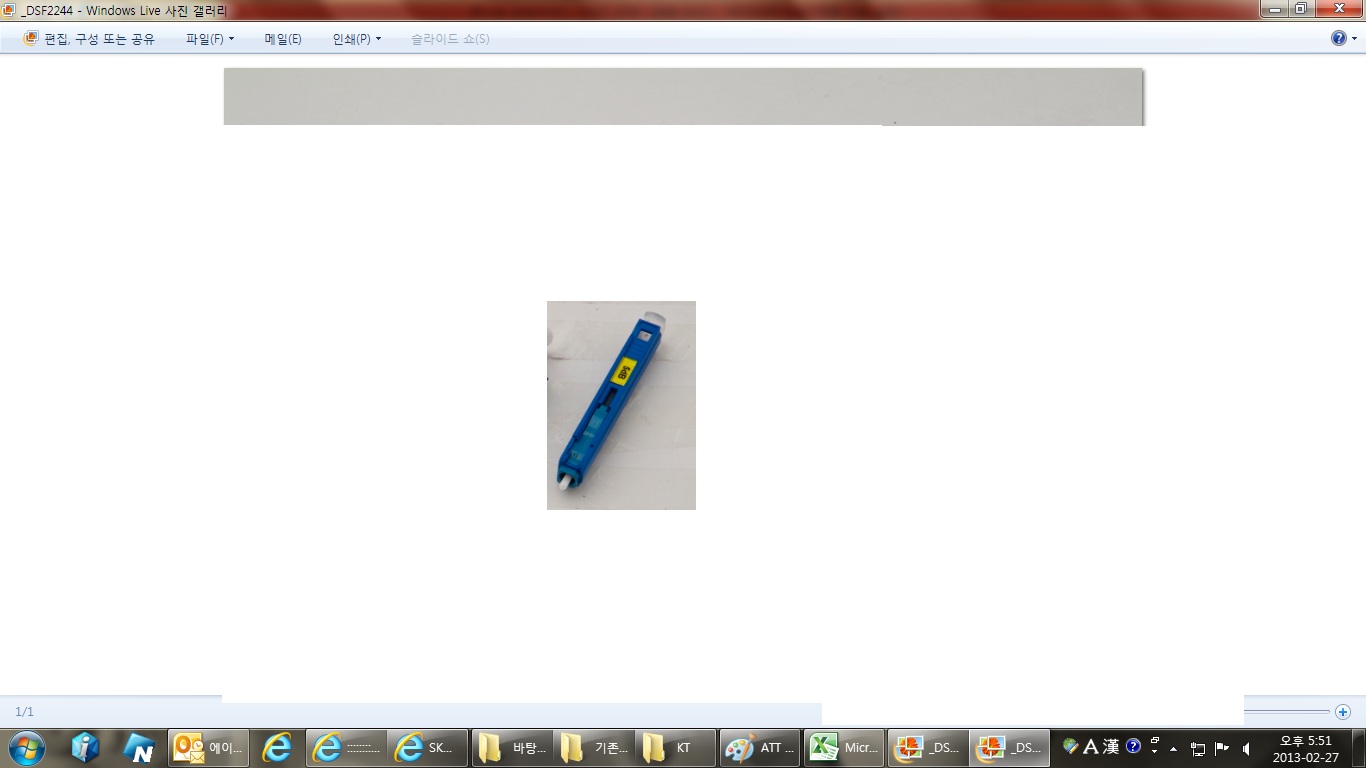 _DSF2244 - Windows Live 사진 갤러리
편집, 구성 또는 공유 파일(F) 메일(E) 인쇄(P) 슬라이드 쇼(S)
5dB
1/1
에이... ::::::::... SK... 바탕... 기존... KT ATT ... Micr... _DS... _DS... A 漢 오후 5:51
2013-02-27